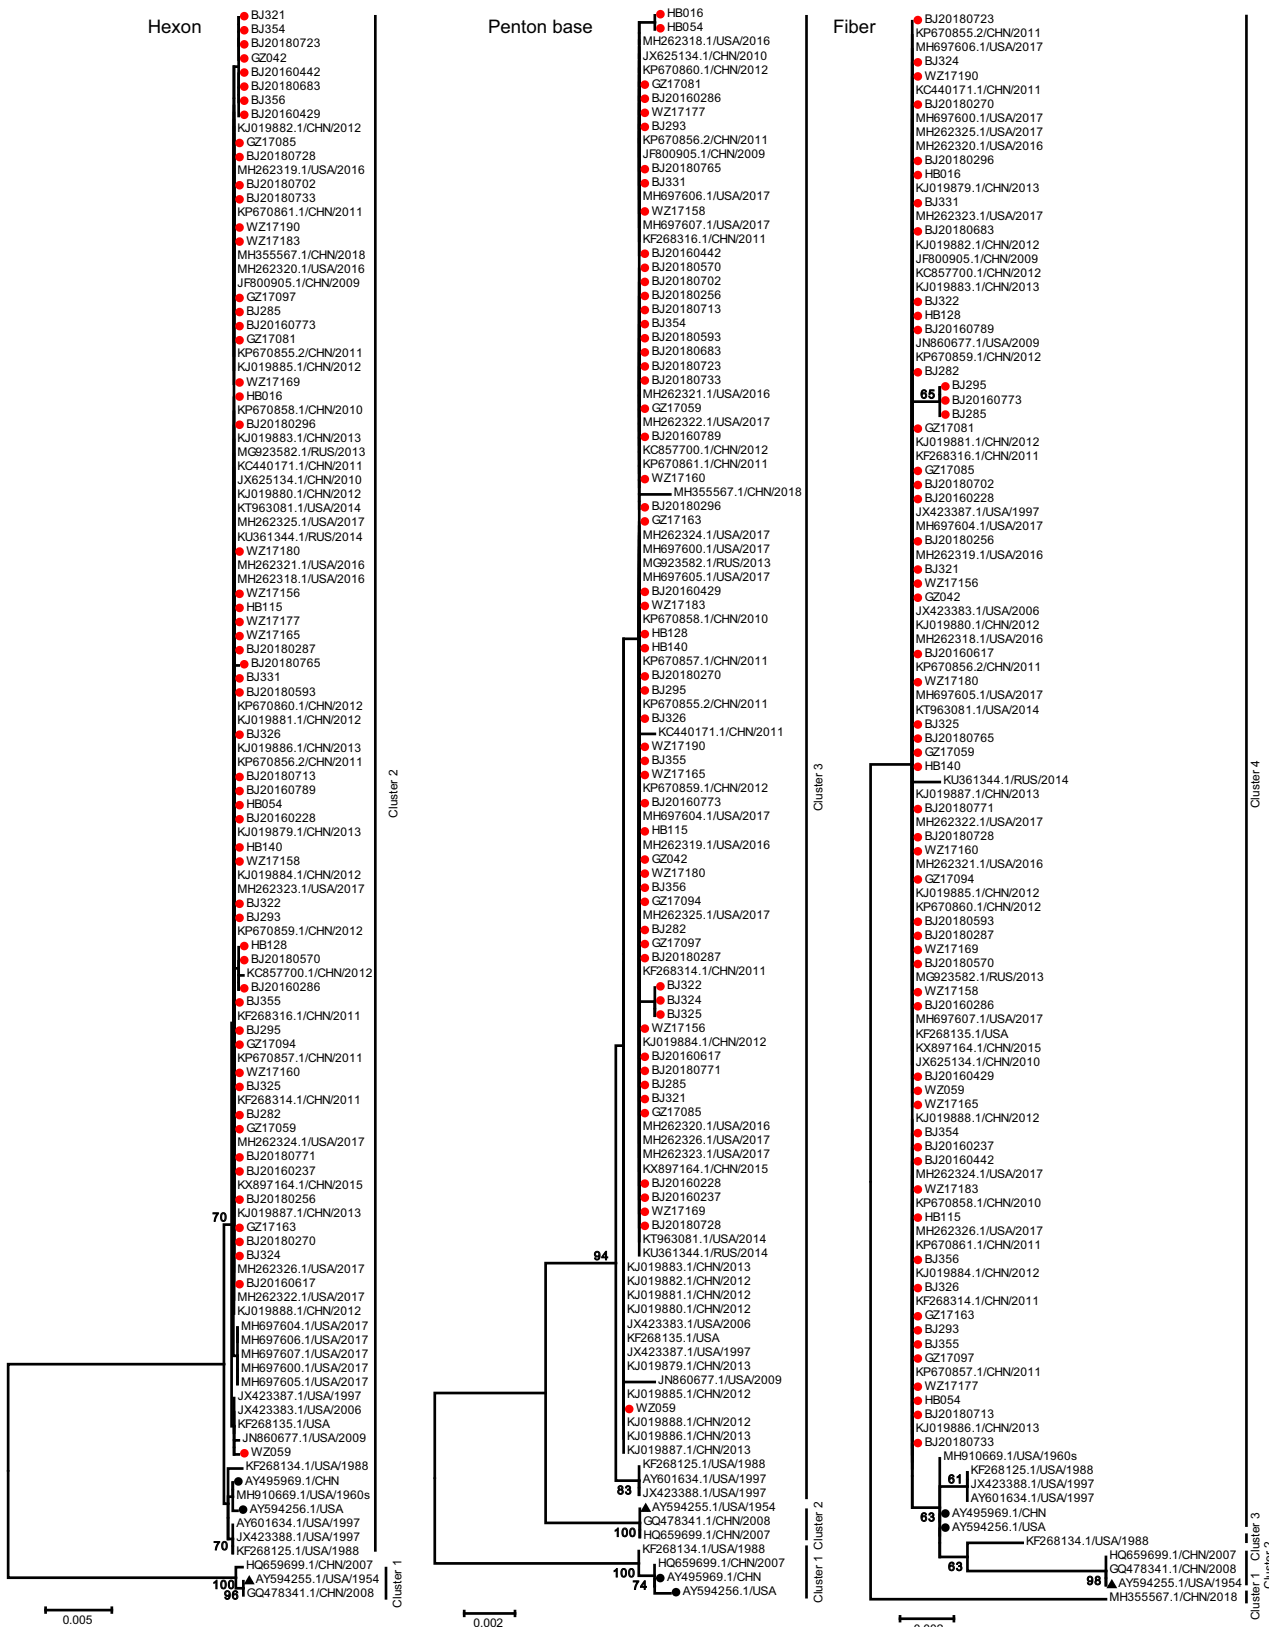 Hexon
BJ321
BJ354
BJ20180723
GZ042
BJ20160442
BJ20180683
BJ356
BJ20160429
KJ019882.1/CHN/2012
GZ17085
BJ20180728
MH262319.1/USA/2016
BJ20180702
BJ20180733
KP670861.1/CHN/2011
WZ17190
WZ17183
MH355567.1/CHN/2018
MH262320.1/USA/2016
JF800905.1/CHN/2009
GZ17097
BJ285
BJ20160773
GZ17081
KP670855.2/CHN/2011
KJ019885.1/CHN/2012
WZ17169
HB016
KP670858.1/CHN/2010
BJ20180296
KJ019883.1/CHN/2013
MG923582.1/RUS/2013
KC440171.1/CHN/2011
JX625134.1/CHN/2010
KJ019880.1/CHN/2012
KT963081.1/USA/2014
MH262325.1/USA/2017
KU361344.1/RUS/2014
WZ17180
MH262321.1/USA/2016
MH262318.1/USA/2016
WZ17156
HB115
WZ17177
WZ17165
BJ20180287
BJ20180765
BJ331
BJ20180593
KP670860.1/CHN/2012
KJ019881.1/CHN/2012
BJ326
KJ019886.1/CHN/2013
KP670856.2/CHN/2011
BJ20180713
BJ20160789
HB054
BJ20160228
KJ019879.1/CHN/2013
HB140
WZ17158
KJ019884.1/CHN/2012
MH262323.1/USA/2017
BJ322
BJ293
KP670859.1/CHN/2012
HB128
BJ20180570
KC857700.1/CHN/2012
BJ20160286
BJ355
KF268316.1/CHN/2011
BJ295
GZ17094
KP670857.1/CHN/2011
WZ17160
BJ325
KF268314.1/CHN/2011
BJ282
GZ17059
MH262324.1/USA/2017
BJ20180771
BJ20160237
KX897164.1/CHN/2015
BJ20180256
KJ019887.1/CHN/2013
70
GZ17163
BJ20180270
BJ324
MH262326.1/USA/2017
BJ20160617
MH262322.1/USA/2017
KJ019888.1/CHN/2012
MH697604.1/USA/2017
MH697606.1/USA/2017
MH697607.1/USA/2017
MH697600.1/USA/2017
MH697605.1/USA/2017
JX423387.1/USA/1997
JX423383.1/USA/2006
KF268135.1/USA
JN860677.1/USA/2009
WZ059
KF268134.1/USA/1988
AY495969.1/CHN
MH910669.1/USA/1960s
AY594256.1/USA
AY601634.1/USA/1997
JX423388.1/USA/1997
70
KF268125.1/USA/1988
HQ659699.1/CHN/2007
100
AY594255.1/USA/1954
96
GQ478341.1/CHN/2008
Cluster 2
Cluster 1
0.005
Penton base
HB016
HB054
MH262318.1/USA/2016
JX625134.1/CHN/2010
KP670860.1/CHN/2012
GZ17081
BJ20160286
WZ17177
BJ293
KP670856.2/CHN/2011
JF800905.1/CHN/2009
BJ20180765
BJ331
MH697606.1/USA/2017
WZ17158
MH697607.1/USA/2017
KF268316.1/CHN/2011
BJ20160442
BJ20180570
BJ20180702
BJ20180256
BJ20180713
BJ354
BJ20180593
BJ20180683
BJ20180723
BJ20180733
MH262321.1/USA/2016
GZ17059
MH262322.1/USA/2017
BJ20160789
KC857700.1/CHN/2012
KP670861.1/CHN/2011
WZ17160
MH355567.1/CHN/2018
BJ20180296
GZ17163
MH262324.1/USA/2017
MH697600.1/USA/2017
MG923582.1/RUS/2013
MH697605.1/USA/2017
BJ20160429
WZ17183
KP670858.1/CHN/2010
HB128
HB140
KP670857.1/CHN/2011
BJ20180270
BJ295
KP670855.2/CHN/2011
BJ326
KC440171.1/CHN/2011
WZ17190
BJ355
WZ17165
KP670859.1/CHN/2012
BJ20160773
MH697604.1/USA/2017
HB115
MH262319.1/USA/2016
GZ042
WZ17180
BJ356
GZ17094
MH262325.1/USA/2017
BJ282
GZ17097
BJ20180287
KF268314.1/CHN/2011
BJ322
BJ324
BJ325
WZ17156
KJ019884.1/CHN/2012
BJ20160617
BJ20180771
BJ285
BJ321
GZ17085
MH262320.1/USA/2016
MH262326.1/USA/2017
MH262323.1/USA/2017
KX897164.1/CHN/2015
BJ20160228
BJ20160237
WZ17169
BJ20180728
KT963081.1/USA/2014
94
KU361344.1/RUS/2014
KJ019883.1/CHN/2013
KJ019882.1/CHN/2012
KJ019881.1/CHN/2012
KJ019880.1/CHN/2012
JX423383.1/USA/2006
KF268135.1/USA
JX423387.1/USA/1997
KJ019879.1/CHN/2013
JN860677.1/USA/2009
KJ019885.1/CHN/2012
WZ059
KJ019888.1/CHN/2012
KJ019886.1/CHN/2013
KJ019887.1/CHN/2013
KF268125.1/USA/1988
AY601634.1/USA/1997
83
JX423388.1/USA/1997
AY594255.1/USA/1954
GQ478341.1/CHN/2008
100
HQ659699.1/CHN/2007
KF268134.1/USA/1988
HQ659699.1/CHN/2007
100
AY495969.1/CHN
74
AY594256.1/USA
Cluster 3
Cluster 2
Cluster 1
0.002
Fiber
BJ20180723
KP670855.2/CHN/2011
MH697606.1/USA/2017
BJ324
WZ17190
KC440171.1/CHN/2011
BJ20180270
MH697600.1/USA/2017
MH262325.1/USA/2017
MH262320.1/USA/2016
BJ20180296
HB016
KJ019879.1/CHN/2013
BJ331
MH262323.1/USA/2017
BJ20180683
KJ019882.1/CHN/2012
JF800905.1/CHN/2009
KC857700.1/CHN/2012
KJ019883.1/CHN/2013
BJ322
HB128
BJ20160789
JN860677.1/USA/2009
KP670859.1/CHN/2012
BJ282
BJ295
65
BJ20160773
BJ285
GZ17081
KJ019881.1/CHN/2012
KF268316.1/CHN/2011
GZ17085
BJ20180702
BJ20160228
JX423387.1/USA/1997
MH697604.1/USA/2017
BJ20180256
MH262319.1/USA/2016
BJ321
WZ17156
GZ042
JX423383.1/USA/2006
KJ019880.1/CHN/2012
MH262318.1/USA/2016
BJ20160617
KP670856.2/CHN/2011
WZ17180
MH697605.1/USA/2017
KT963081.1/USA/2014
BJ325
BJ20180765
GZ17059
HB140
KU361344.1/RUS/2014
KJ019887.1/CHN/2013
BJ20180771
MH262322.1/USA/2017
BJ20180728
WZ17160
MH262321.1/USA/2016
GZ17094
KJ019885.1/CHN/2012
KP670860.1/CHN/2012
BJ20180593
BJ20180287
WZ17169
BJ20180570
MG923582.1/RUS/2013
WZ17158
BJ20160286
MH697607.1/USA/2017
KF268135.1/USA
KX897164.1/CHN/2015
JX625134.1/CHN/2010
BJ20160429
WZ059
WZ17165
KJ019888.1/CHN/2012
BJ354
BJ20160237
BJ20160442
MH262324.1/USA/2017
WZ17183
KP670858.1/CHN/2010
HB115
MH262326.1/USA/2017
KP670861.1/CHN/2011
BJ356
KJ019884.1/CHN/2012
BJ326
KF268314.1/CHN/2011
GZ17163
BJ293
BJ355
GZ17097
KP670857.1/CHN/2011
WZ17177
HB054
BJ20180713
KJ019886.1/CHN/2013
BJ20180733
MH910669.1/USA/1960s
KF268125.1/USA/1988
61
JX423388.1/USA/1997
AY601634.1/USA/1997
63
AY495969.1/CHN
AY594256.1/USA
KF268134.1/USA/1988
63
HQ659699.1/CHN/2007
GQ478341.1/CHN/2008
98
AY594255.1/USA/1954
MH355567.1/CHN/2018
Cluster 4
Cluster 3
Cluster 2
Cluster 1